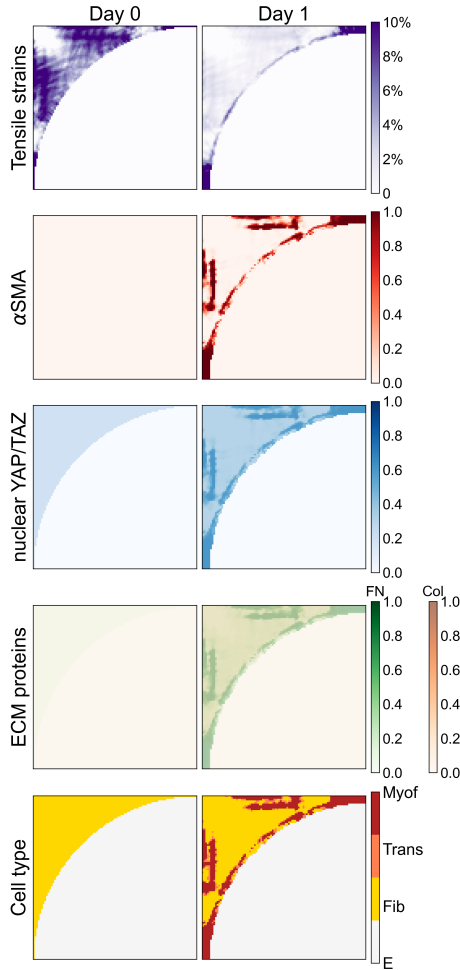 Day 0 Day 1
Tensile strains
10%
8%
6%
4%
2%
0
αSMA
1.0
0.8
0.6
0.4
0.2
0.0
nuclear YAP/TAZ
1.0
0.8
0.6
0.4
0.2
0.0
ECM proteins
FN Col
1.0 1.0
0.8 0.8
0.6 0.6
0.4 0.4
0.2 0.2
0.0 0.0
Cell type
Myof
Trans
Fib
E